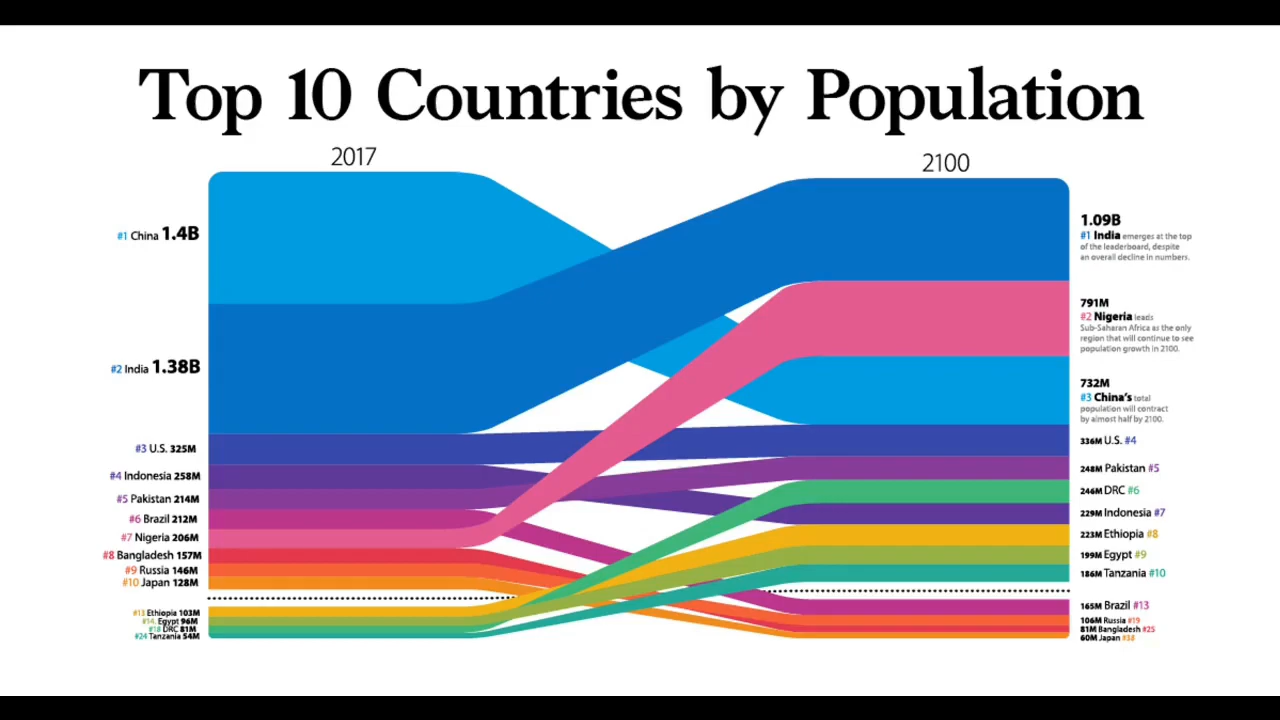 Top 10 Countries by Population
2017
2100
#1 China 1.4B
#2 India 1.38B
#3 U.S. 325M
#4 Indonesia 258M
#5 Pakistan 214M
#6 Brazil 212M
#7 Nigeria 206M
#8 Bangladesh 157M
#9 Russia 146M
#10 Japan 128M
#13 Ethiopia 103M
#14 Egypt 96M
#18 DRC 81M
#24 Tanzania 54M
1.09B
#1 India emerges at the top
of the leaderboard, despite
an overall decline in numbers.
791M
#2 Nigeria leads
Sub-Saharan Africa as the only
region that will continue to see
population growth in 2100.
732M
#3 China's total
population will contract
by almost half by 2100.
336M U.S. #4
248M Pakistan #5
246M DRC #6
229M Indonesia #7
223M Ethiopia #8
199M Egypt #9
186M Tanzania #10
165M Brazil #13
106M Russia #19
81M Bangladesh #25
60M Japan #38